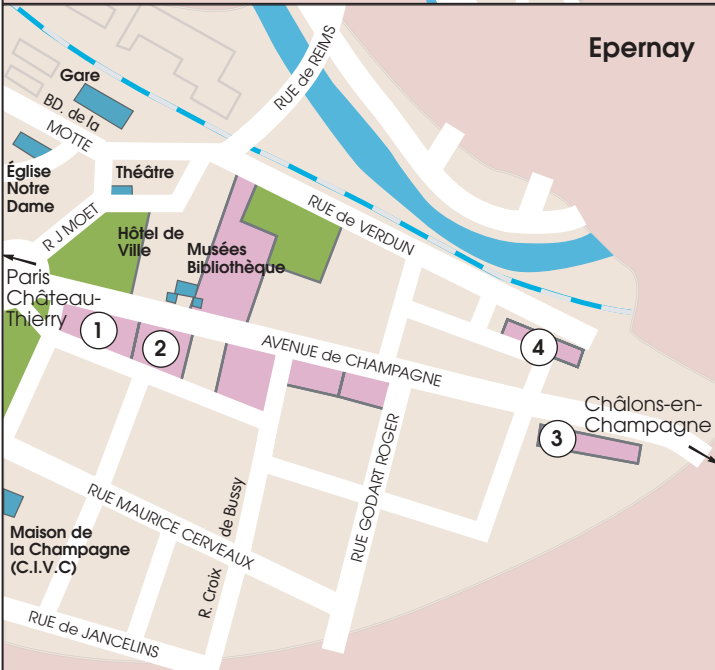 Epernay
Gare
RUE de REIMS
BD. de la
MOTTE
Église
Notre
Dame
Théâtre
R J MOET
Hôtel de
Ville
Musées
Bibliothèque
RUE de VERDUN
Paris
Château-
Thierry
1
2
AVENUE de CHAMPAGNE
4
Châlons-en-
Champagne
3
RUE GODART ROGER
RUE MAURICE CERVEAUX
R. Croix de Bussy
Maison de
la Champagne
(C.I.V.C)
RUE de JANCELINS